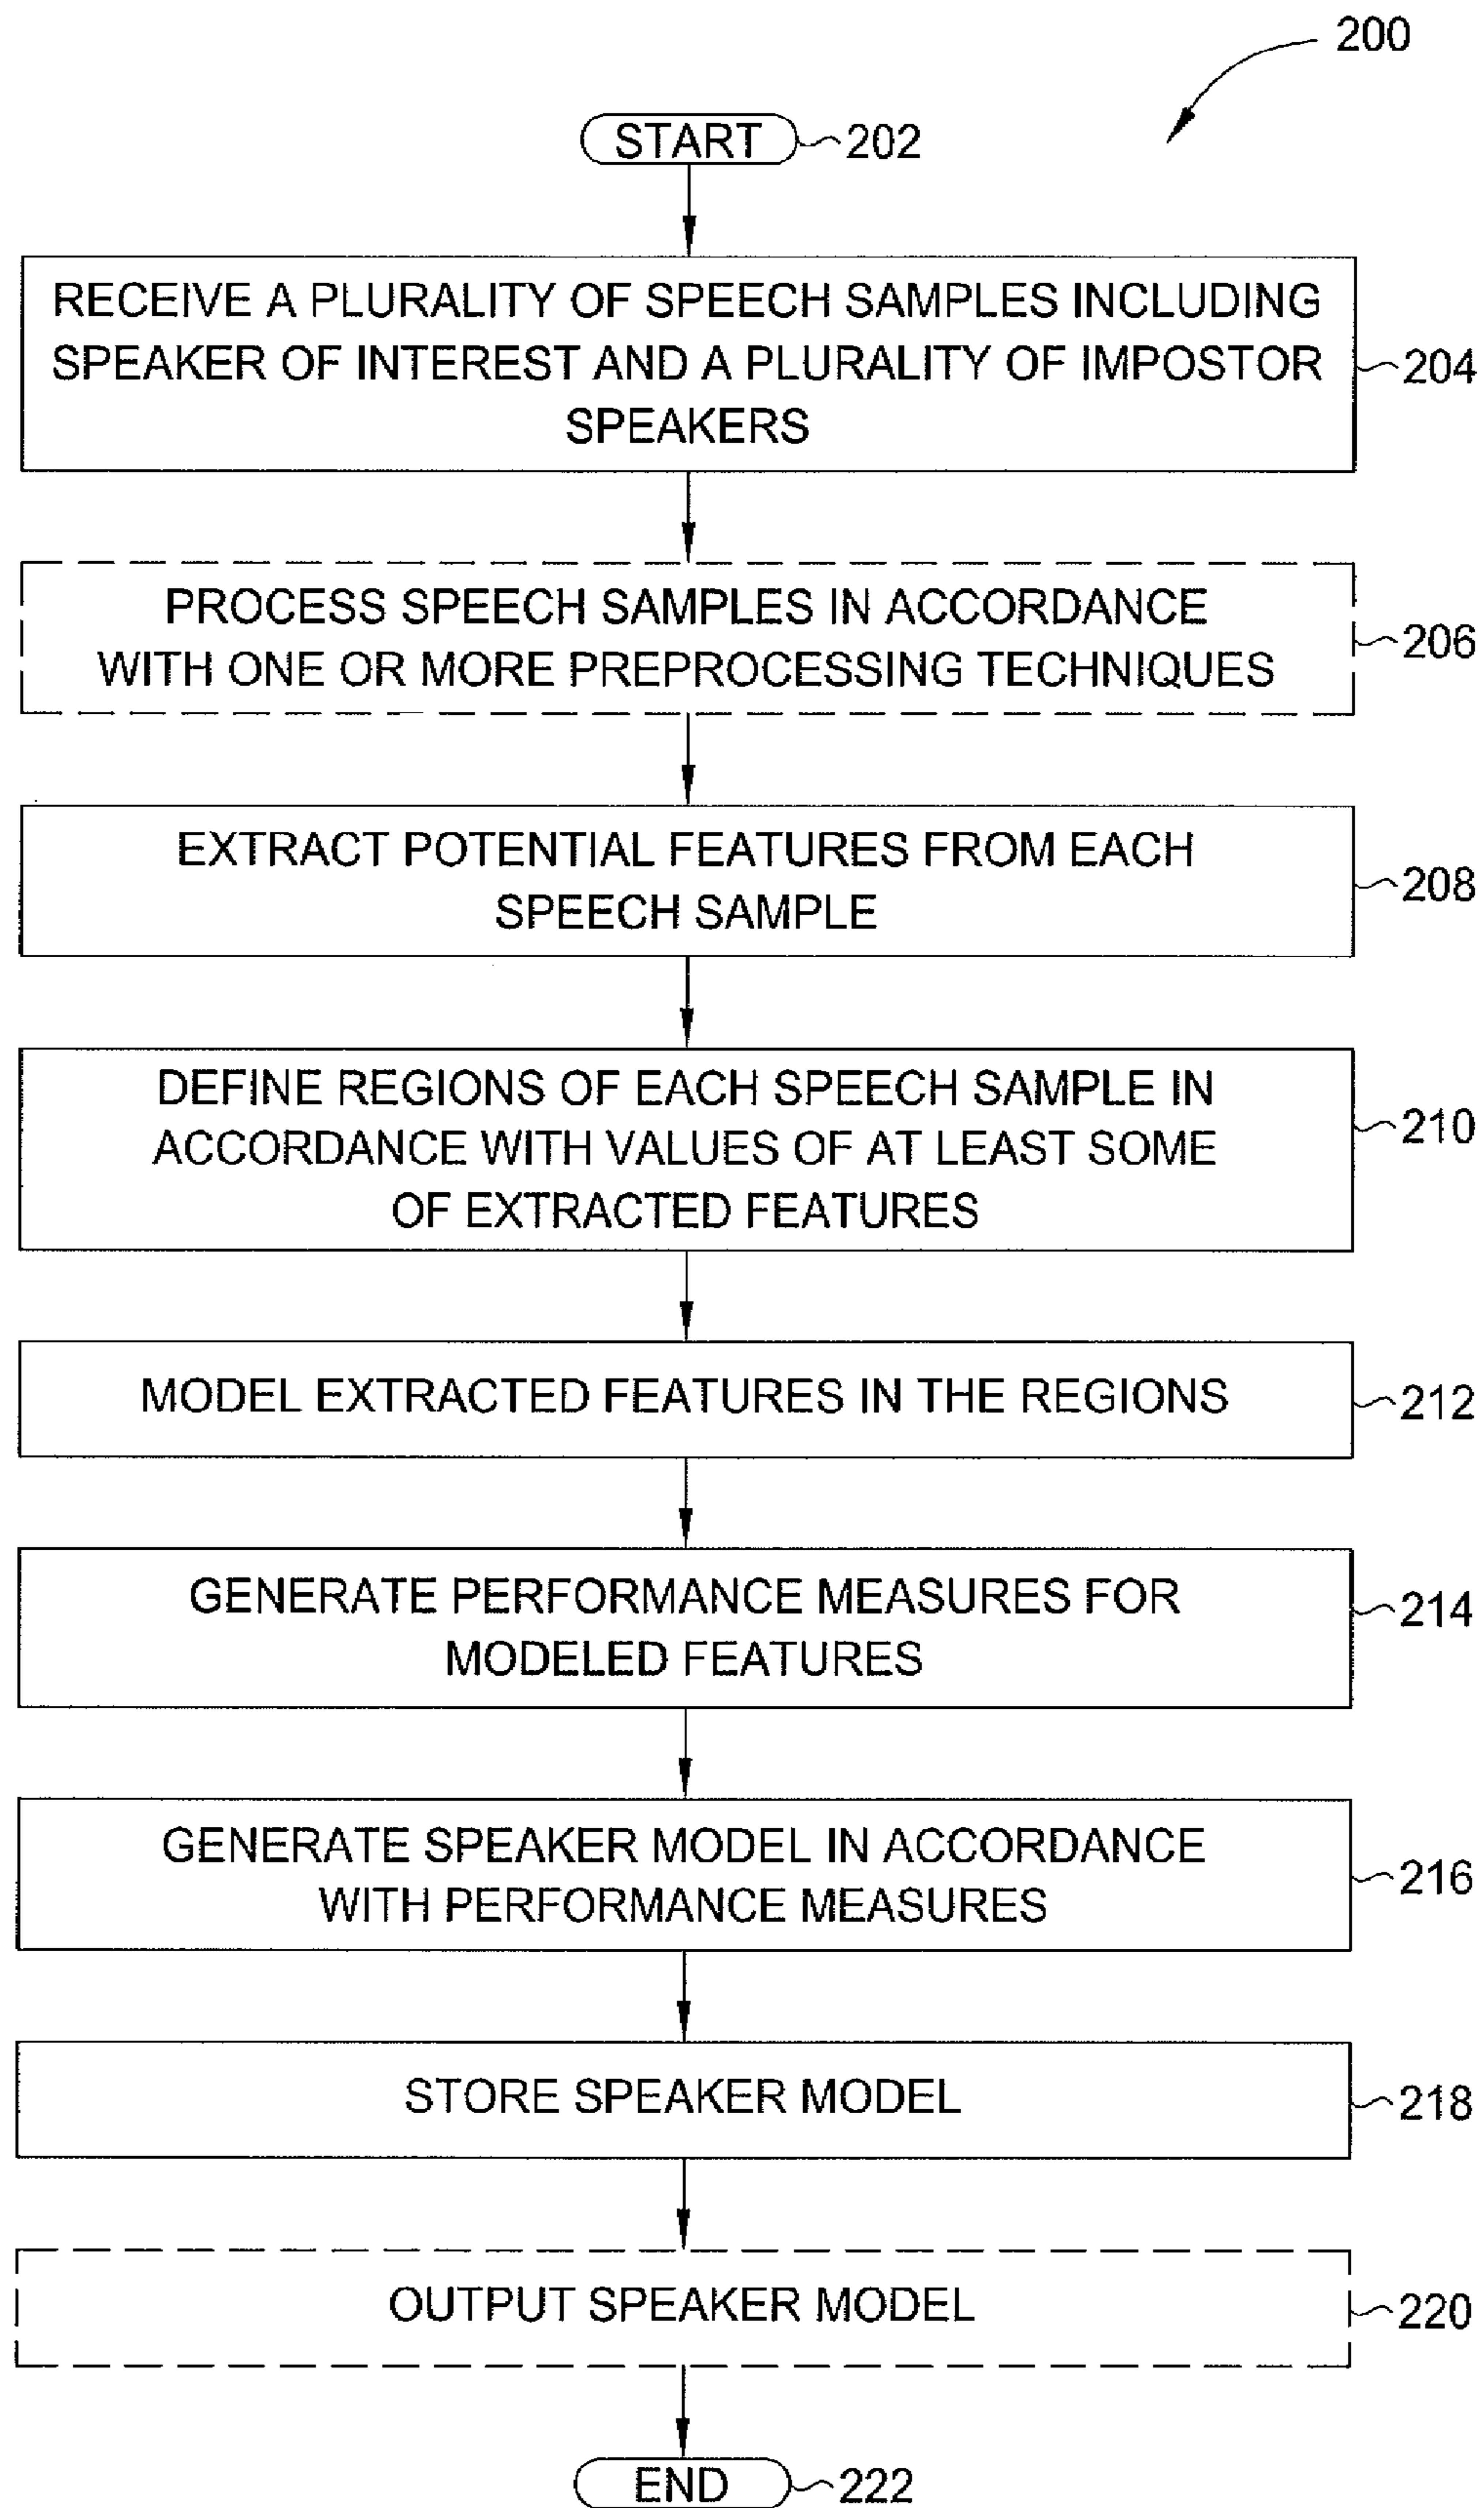 200
START 202
RECEIVE A PLURALITY OF SPEECH SAMPLES INCLUDING
SPEAKER OF INTEREST AND A PLURALITY OF IMPOSTOR
SPEAKERS
204
PROCESS SPEECH SAMPLES IN ACCORDANCE
WITH ONE OR MORE PREPROCESSING TECHNIQUES
206
EXTRACT POTENTIAL FEATURES FROM EACH
SPEECH SAMPLE
208
DEFINE REGIONS OF EACH SPEECH SAMPLE IN
ACCORDANCE WITH VALUES OF AT LEAST SOME
OF EXTRACTED FEATURES
210
MODEL EXTRACTED FEATURES IN THE REGIONS
212
GENERATE PERFORMANCE MEASURES FOR
MODELED FEATURES
214
GENERATE SPEAKER MODEL IN ACCORDANCE
WITH PERFORMANCE MEASURES
216
STORE SPEAKER MODEL
218
OUTPUT SPEAKER MODEL
220
END 222